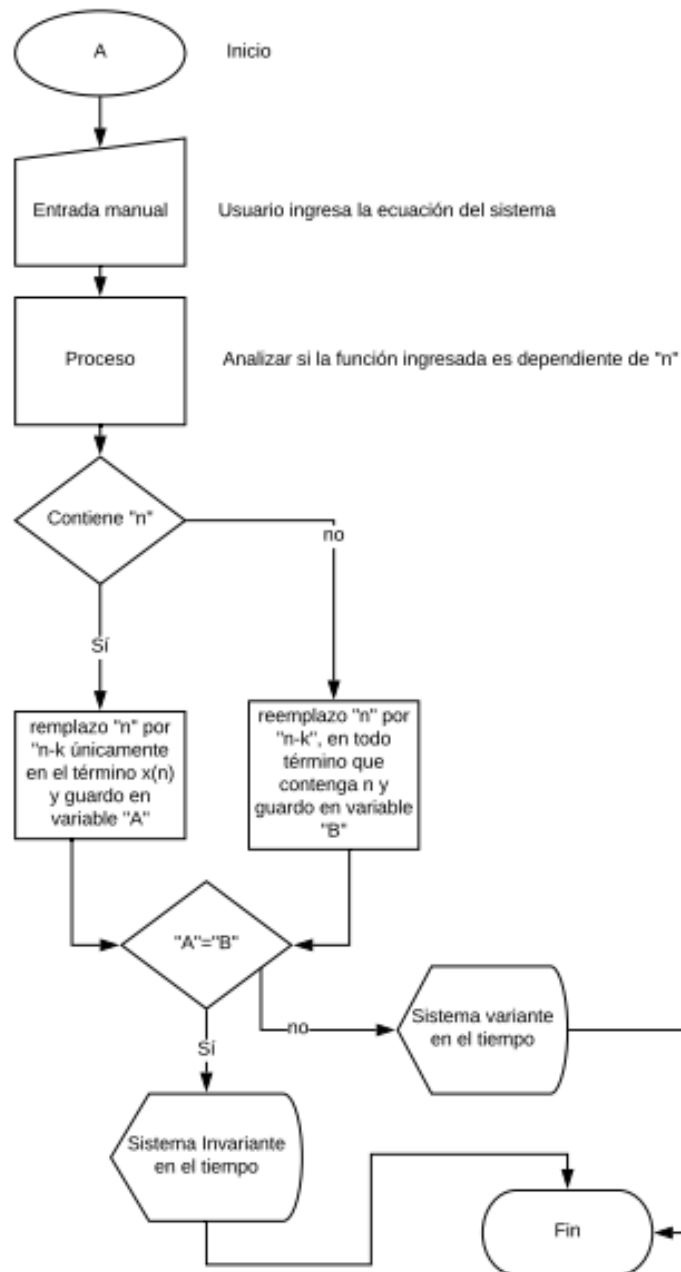 A
Inicio
Entrada manual
Usuario ingresa la ecuación del sistema
Proceso
Analizar si la función ingresada es dependiente de "n"
Contiene "n"
no
Sí
remplazo "n" por
"n-k únicamente
en el término x(n)
y guardo en
variable "A"
reemplazo "n" por
"n-k", en todo
término que
contenga n y
guardo en variable
"B"
"A"="B"
no
Sí
Sistema variante
en el tiempo
Sistema Invariante
en el tiempo
Fin